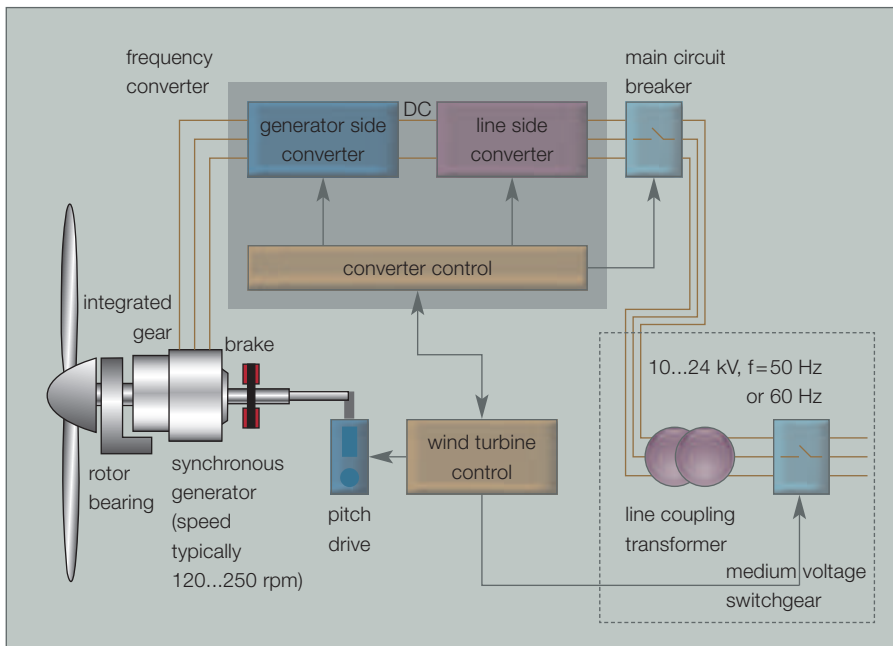 frequency
converter
main circuit
breaker
generator side
converter
DC
line side
converter
converter control
integrated
gear
brake
10...24 kV, f=50 Hz
or 60 Hz
rotor
bearing
synchronous
generator
(speed
typically
120...250 rpm)
pitch
drive
wind turbine
control
line coupling
transformer
medium voltage
switchgear